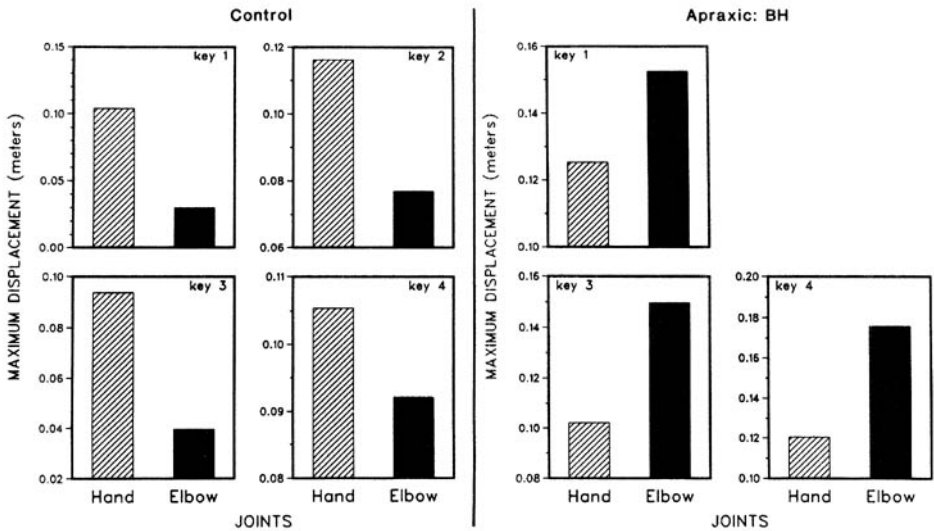 Control
Apraxic: BH
MAXIMUM DISPLACEMENT (meters)
key 1
0.15
0.10
0.05
0.00
key 2
0.12
0.10
0.08
0.06
key 3
0.10
0.08
0.06
0.04
0.02
key 4
0.11
0.10
0.09
0.08
Hand Elbow
Hand Elbow
JOINTS
MAXIMUM DISPLACEMENT (meters)
key 1
0.16
0.14
0.12
0.10
key 3
0.16
0.14
0.12
0.10
0.08
key 4
0.20
0.18
0.16
0.14
0.12
0.10
Hand Elbow
Hand Elbow
JOINTS